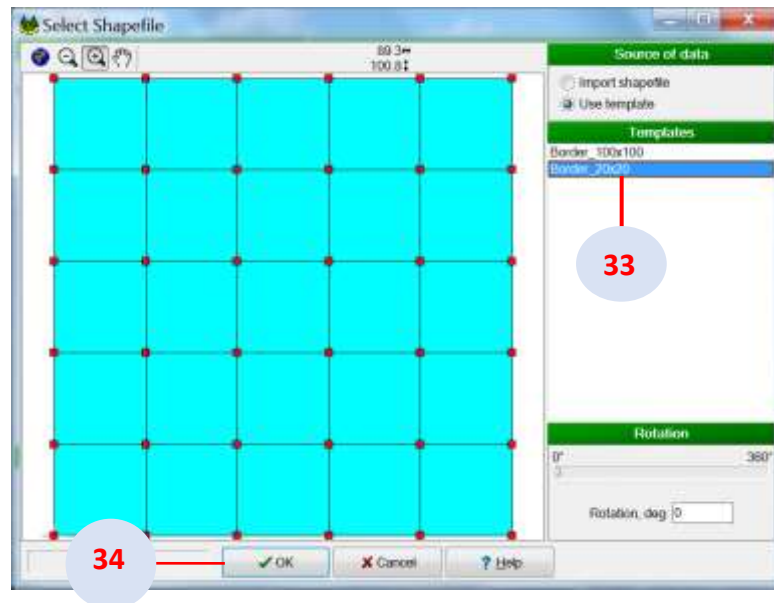 Select Shapefile
89.3
100.8
Source of data
Import shapefile
Use template
Templates
Border_100x100
Border_20x20
33
Rotation
0° 360°
Rotation, deg 0
34
OK Cancel Help